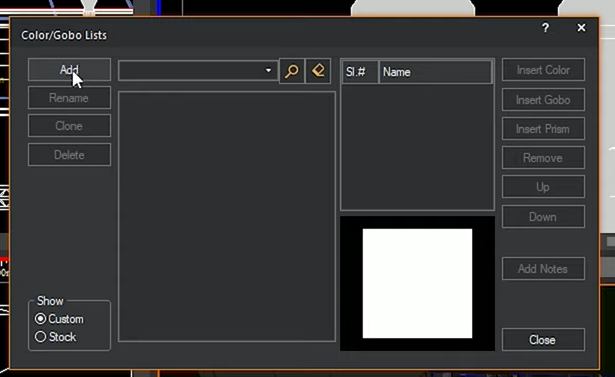 Color/Gobo Lists
?
Add
Rename
Clone
Delete
Sl.#
Name
Insert Color
Insert Gobo
Insert Prism
Remove
Up
Down
Add Notes
Show
Custom
Stock
Close